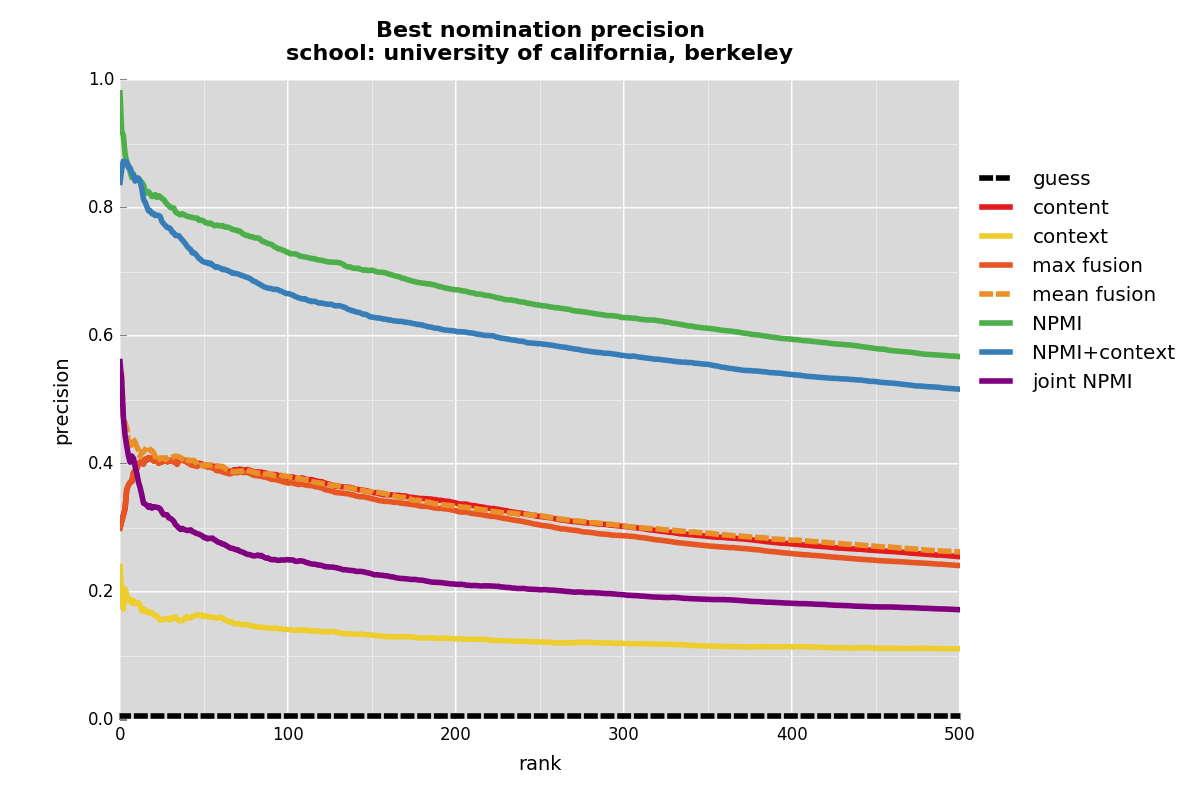 Best nomination precision
school: university of california, berkeley
1.0
0.8
0.6
0.4
0.2
0.0
precision
0
100
200
300
400
500
rank
guess
content
context
max fusion
mean fusion
NPMI
NPMI+context
joint NPMI